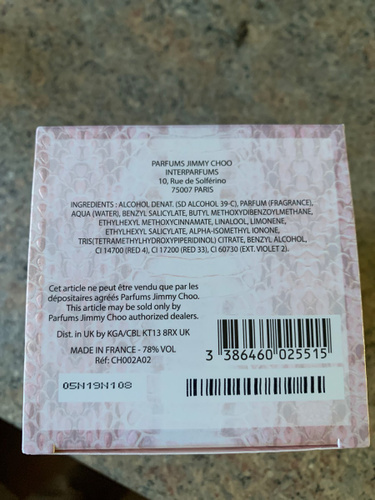 PARFUMS JIMMY CHOO
INTERPARFUMS
10, Rue de Solférino
75007 PARIS
INGREDIENTS : ALCOHOL DENAT. (SD ALCOHOL 39-C), PARFUM (FRAGRANCE),
AQUA (WATER), BENZYL SALICYLATE, BUTYL METHOXYDIBENZOYLMETHANE,
ETHYLHEXYL METHOXYCINNAMATE, LINALOOL, LIMONENE,
ETHYLHEXYL SALICYLATE, ALPHA-ISOMETHYL IONONE,
TRIS(TETRAMETHYLHYDROXYPIPERIDINOL) CITRATE, BENZYL ALCOHOL,
CI 14700 (RED 4), CI 17200 (RED 33), CI 60730 (EXT. VIOLET 2).
Cet article ne peut être vendu que par les
dépositaires agréés Parfums Jimmy Choo.
This article may be sold only by
Parfums Jimmy Choo authorized dealers.
Dist. in UK by KGA/CBL KT13 8RX UK
MADE IN FRANCE - 78% VOL
Réf: CH002A02
3 386460 025515
05N19N108